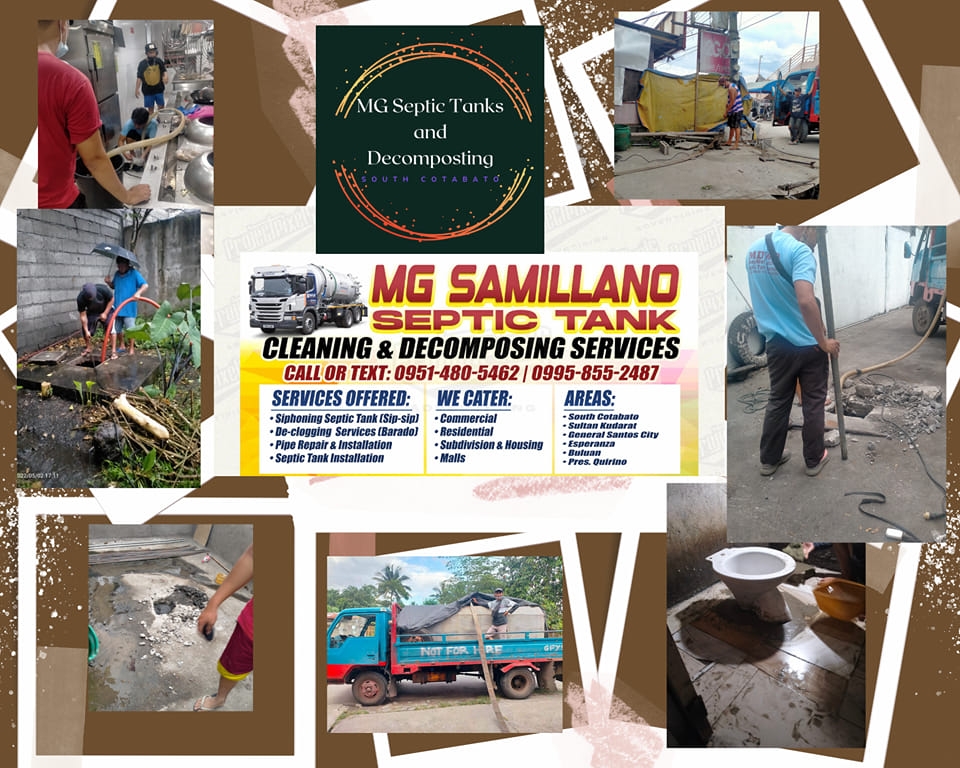 MG Septic Tanks
and
Decomposting
SOUTH COTABATO
MG SAMILLANO
SEPTIC TANK
CLEANING & DECOMPOSING SERVICES
CALL OR TEXT: 0951-480-5462 | 0995-855-2487
SERVICES OFFERED:
• Siphoning Septic Tank (Sip-sip)
• De-clogging Services (Barado)
• Pipe Repair & Installation
• Septic Tank Installation
WE CATER:
• Commercial
• Residential
• Subdivision & Housing
• Malls
AREAS:
• South Cotabato
• Sultan Kudarat
• General Santos City
• Esperanza
• Buluan
• Pres. Quirino
NOT FOR HIRE